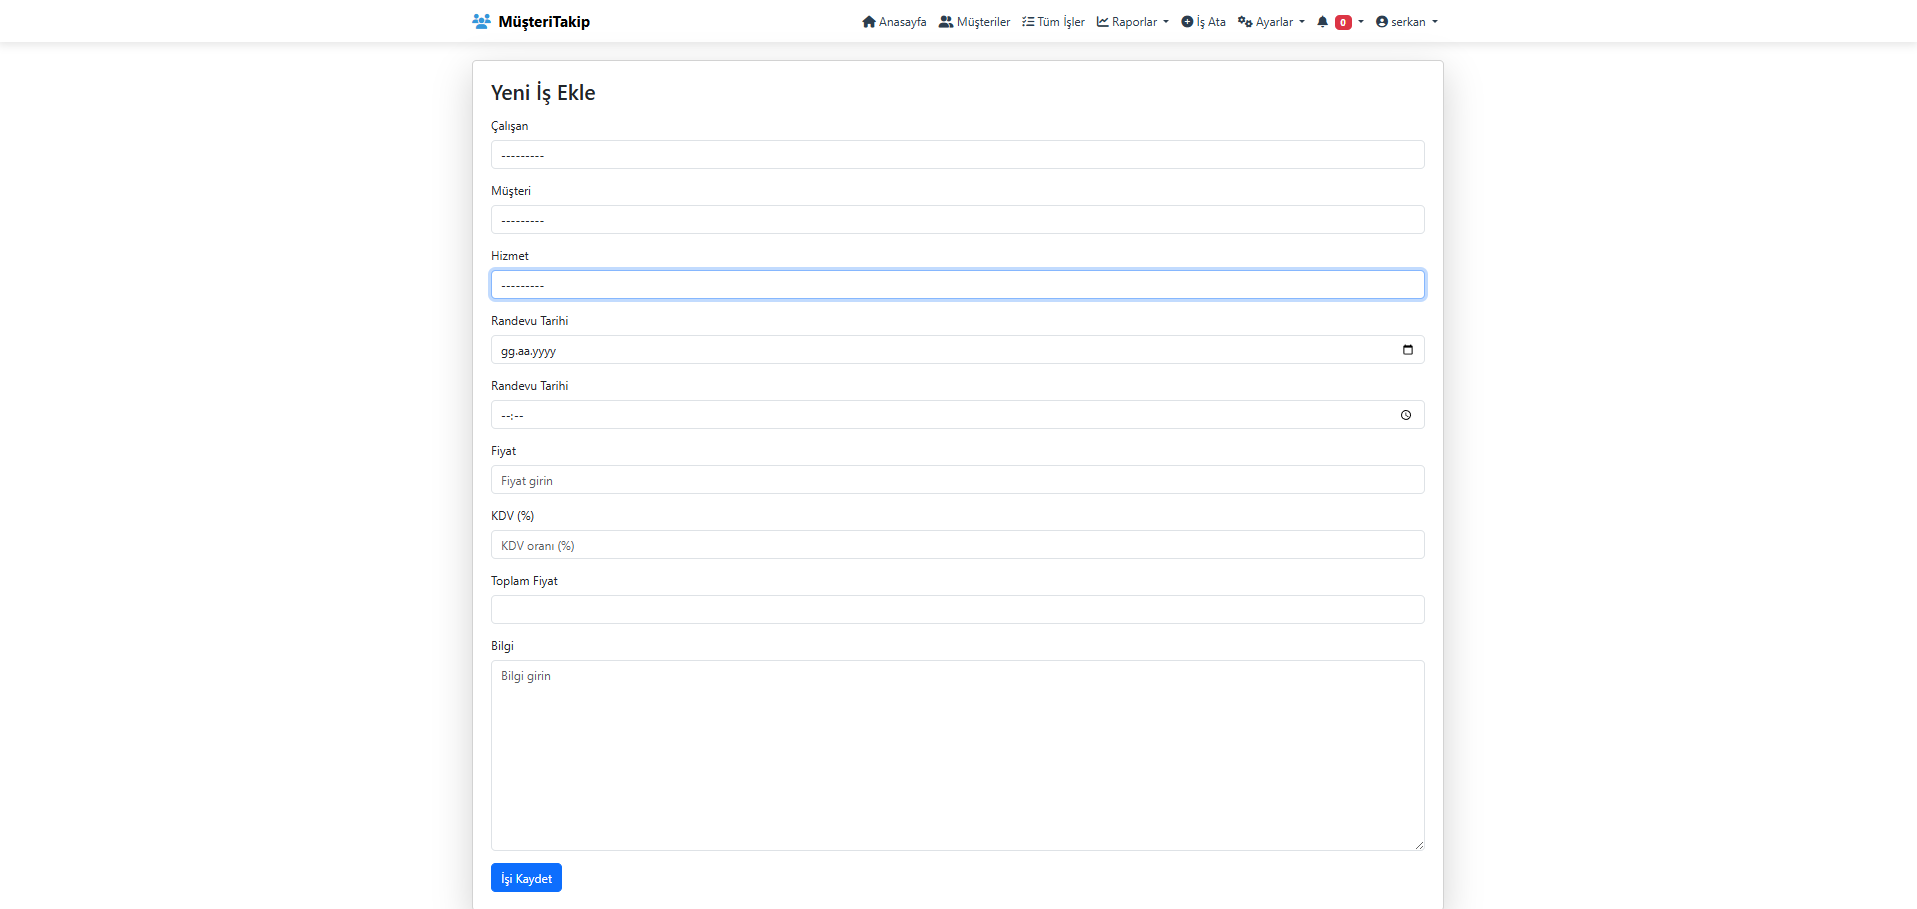 MüşteriTakip
Anasayfa Müşteriler Tüm İşler Raporlar İş Ata Ayarlar 0 serkan
Yeni İş Ekle
Çalışan
---------
Müşteri
---------
Hizmet
---------
Randevu Tarihi
gg.aa.yyyy
Randevu Tarihi
--:--
Fiyat
Fiyat girin
KDV (%)
KDV oranı (%)
Toplam Fiyat
Bilgi
Bilgi girin
İşi Kaydet